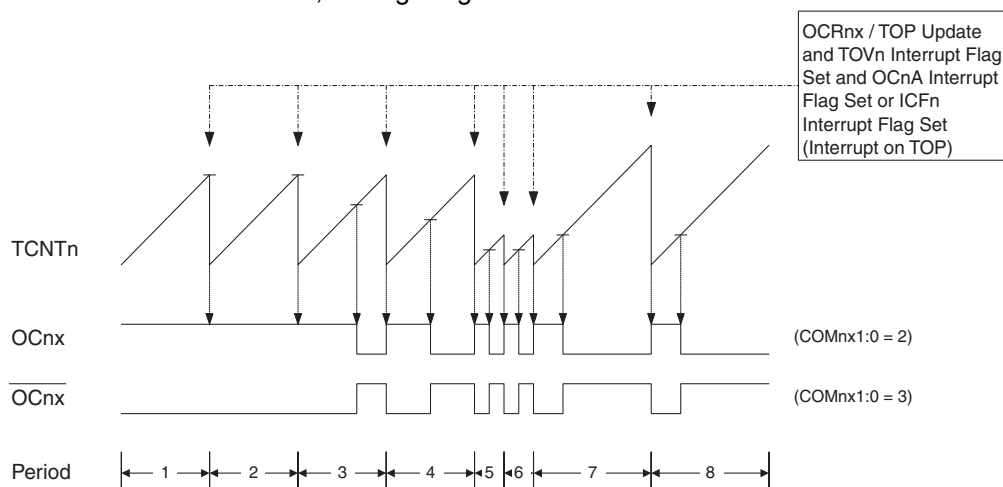 OCRnx / TOP Update
and TOVn Interrupt Flag
Set and OCnA Interrupt
Flag Set or ICFn
Interrupt Flag Set
(Interrupt on TOP)
TCNTn
OCnx
(COMnx1:0 = 2)
OCnx
(COMnx1:0 = 3)
Period
1 2 3 4 5 6 7 8